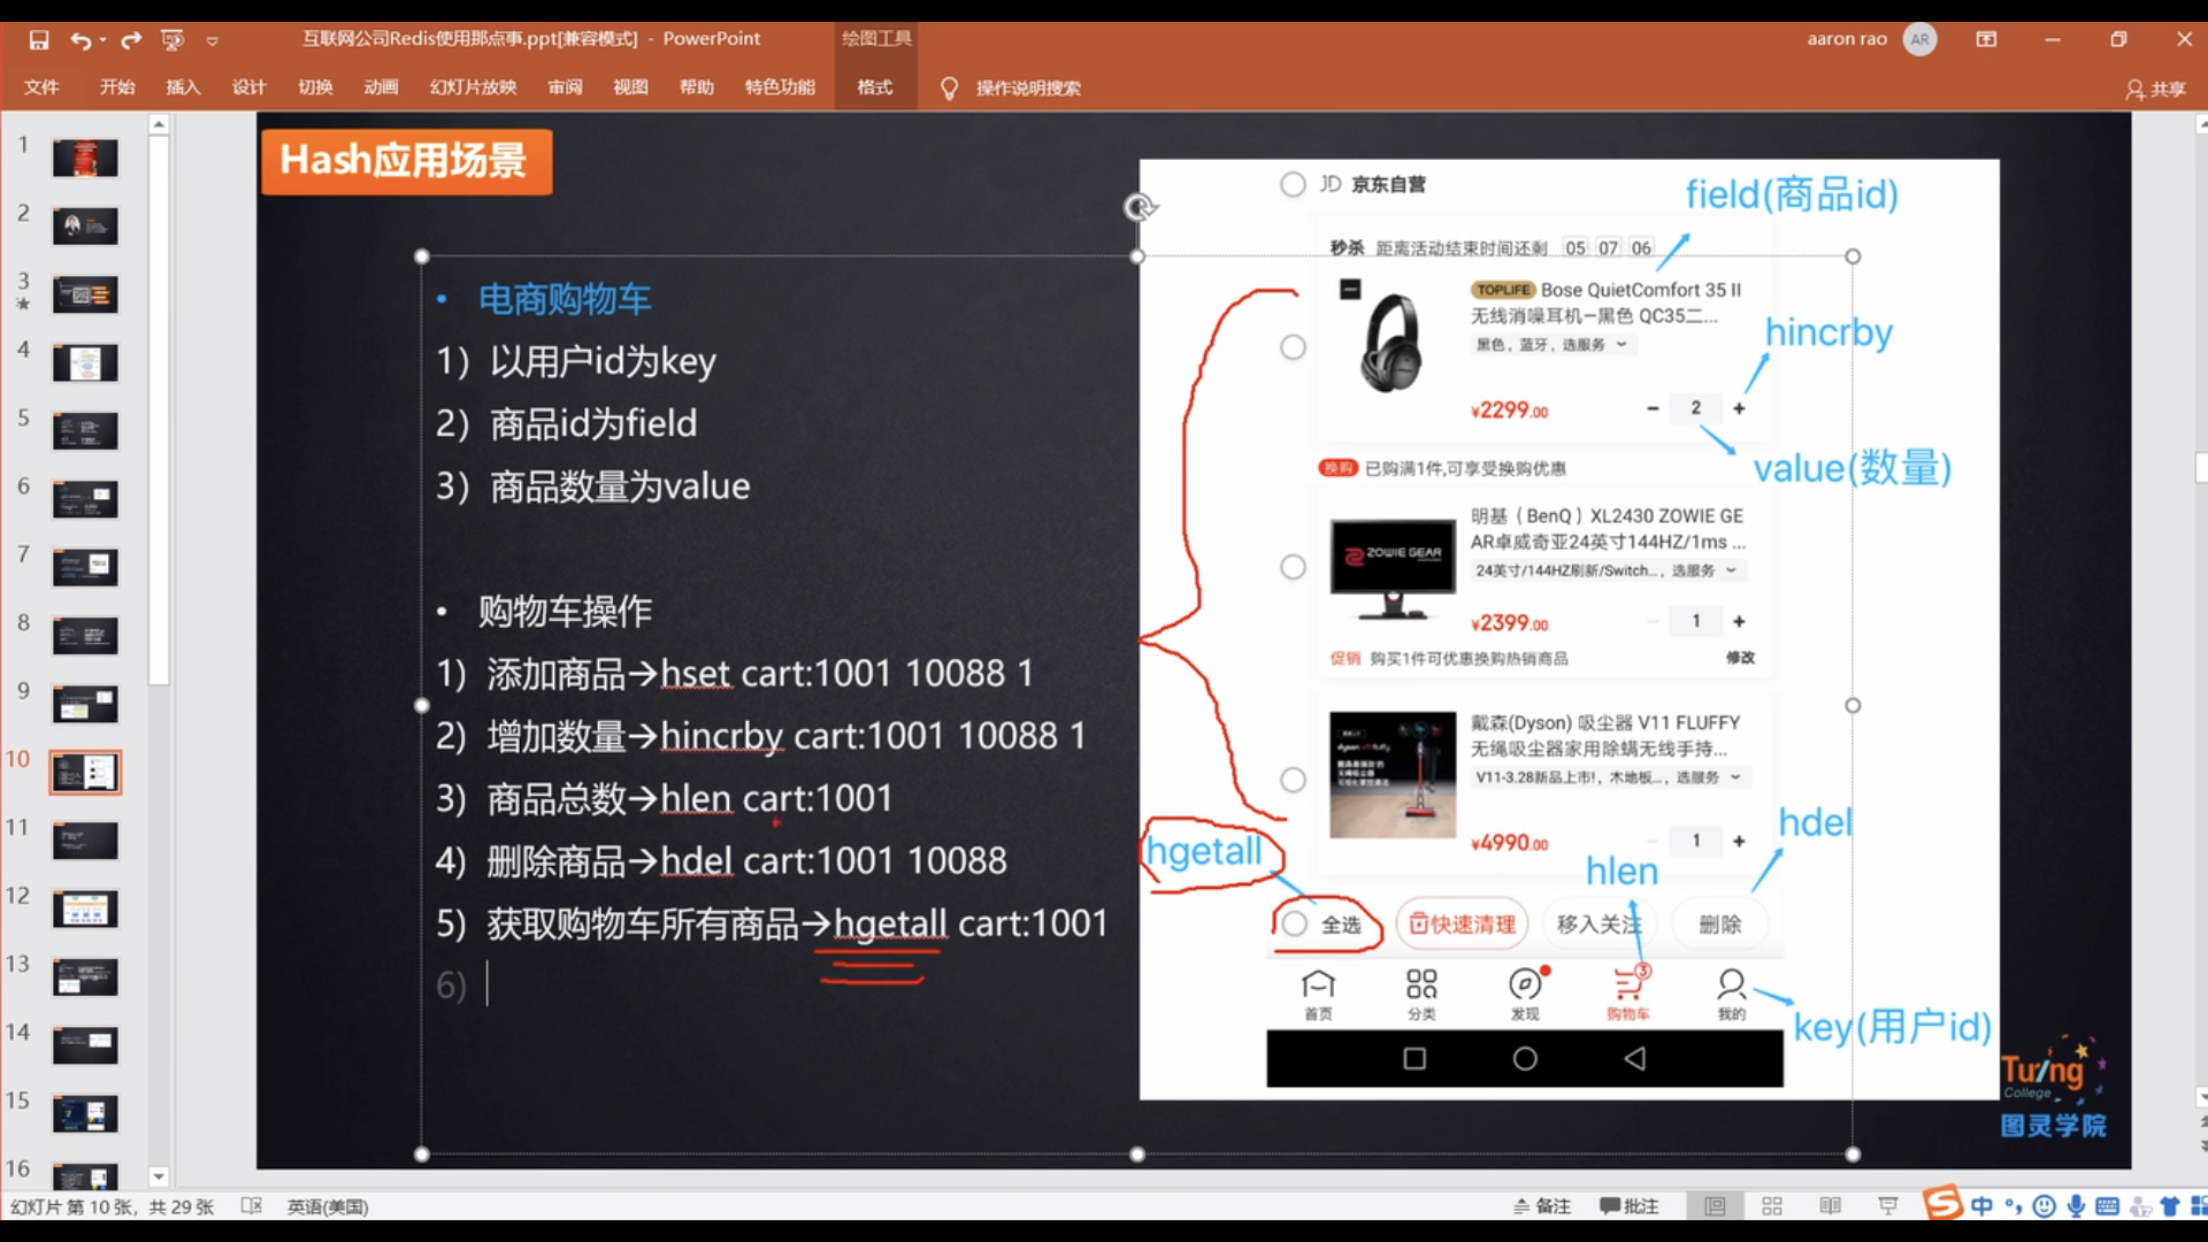 互联网公司Redis使用那点事.ppt[兼容模式] - PowerPoint
绘图工具
aaron rao
AR
文件 开始 插入 设计 切换 动画 幻灯片放映 审阅 视图 帮助 特色功能 格式 操作说明搜索
共享
1
2
3
4
5
6
7
8
9
10
11
12
13
14
15
16
Hash应用场景
• 电商购物车
1）以用户id为key
2）商品id为field
3）商品数量为value
• 购物车操作
1) 添加商品→hset cart:1001 10088 1
2) 增加数量→hincrby cart:1001 10088 1
3) 商品总数→hlen cart:1001
4) 删除商品→hdel cart:1001 10088
5) 获取购物车所有商品→hgetall cart:1001
6)
JD 京东自营
field(商品id)
秒杀 距离活动结束时间还剩 05 07 06
TOPLIFE Bose QuietComfort 35 II
无线消噪耳机—黑色 QC35二...
黑色，蓝牙，选服务
hincrby
¥2299.00
− 2 +
value(数量)
换购 已购满1件,可享受换购优惠
ZOWIE GEAR
明基（BenQ）XL2430 ZOWIE GE
AR卓威奇亚24英寸144HZ/1ms ...
24英寸/144HZ刷新/Switch...，选服务
¥2399.00
1 +
促销 购买1件可优惠换购热销商品
修改
戴森(Dyson) 吸尘器 V11 FLUFFY
无绳吸尘器家用除螨无线手持...
V11-3.28新品上市!，木地板...，选服务
¥4990.00
1 +
hdel
hgetall
hlen
全选 快速清理 移入关注 删除
3
首页 分类 发现 购物车 我的
key(用户id)
Turing
College
图灵学院
幻灯片 第 10 张，共 29 张 英语(美国)
备注 批注
中